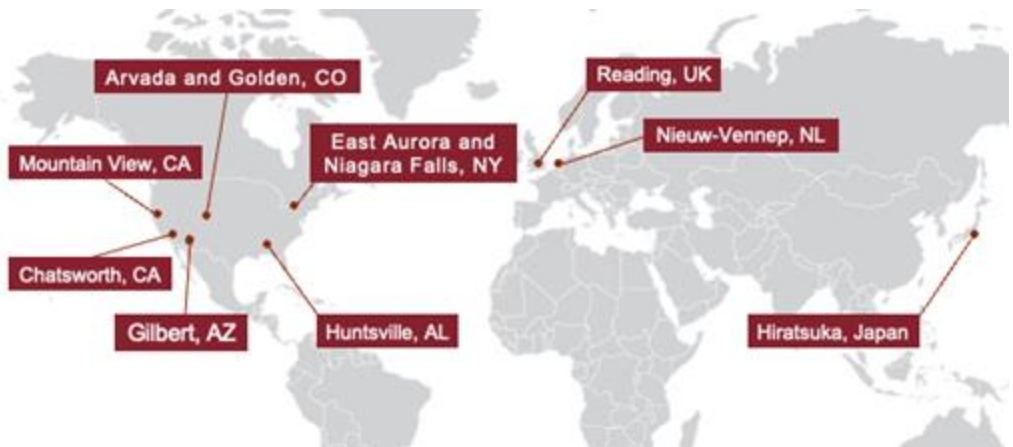 Arvada and Golden, CO
Reading, UK
East Aurora and
Niagara Falls, NY
Nieuw-Vennep, NL
Mountain View, CA
Chatsworth, CA
Gilbert, AZ
Huntsville, AL
Hiratsuka, Japan